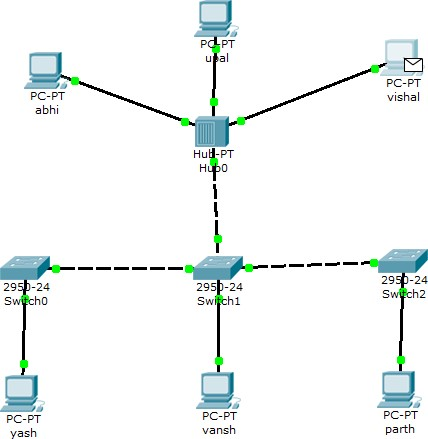 PC-PT
upal
PC-PT
abhi
PC-PT
vishal
Hub-PT
Hub0
2950-24
Switch0
2950-24
Switch1
2950-24
Switch2
PC-PT
yash
PC-PT
vansh
PC-PT
parth